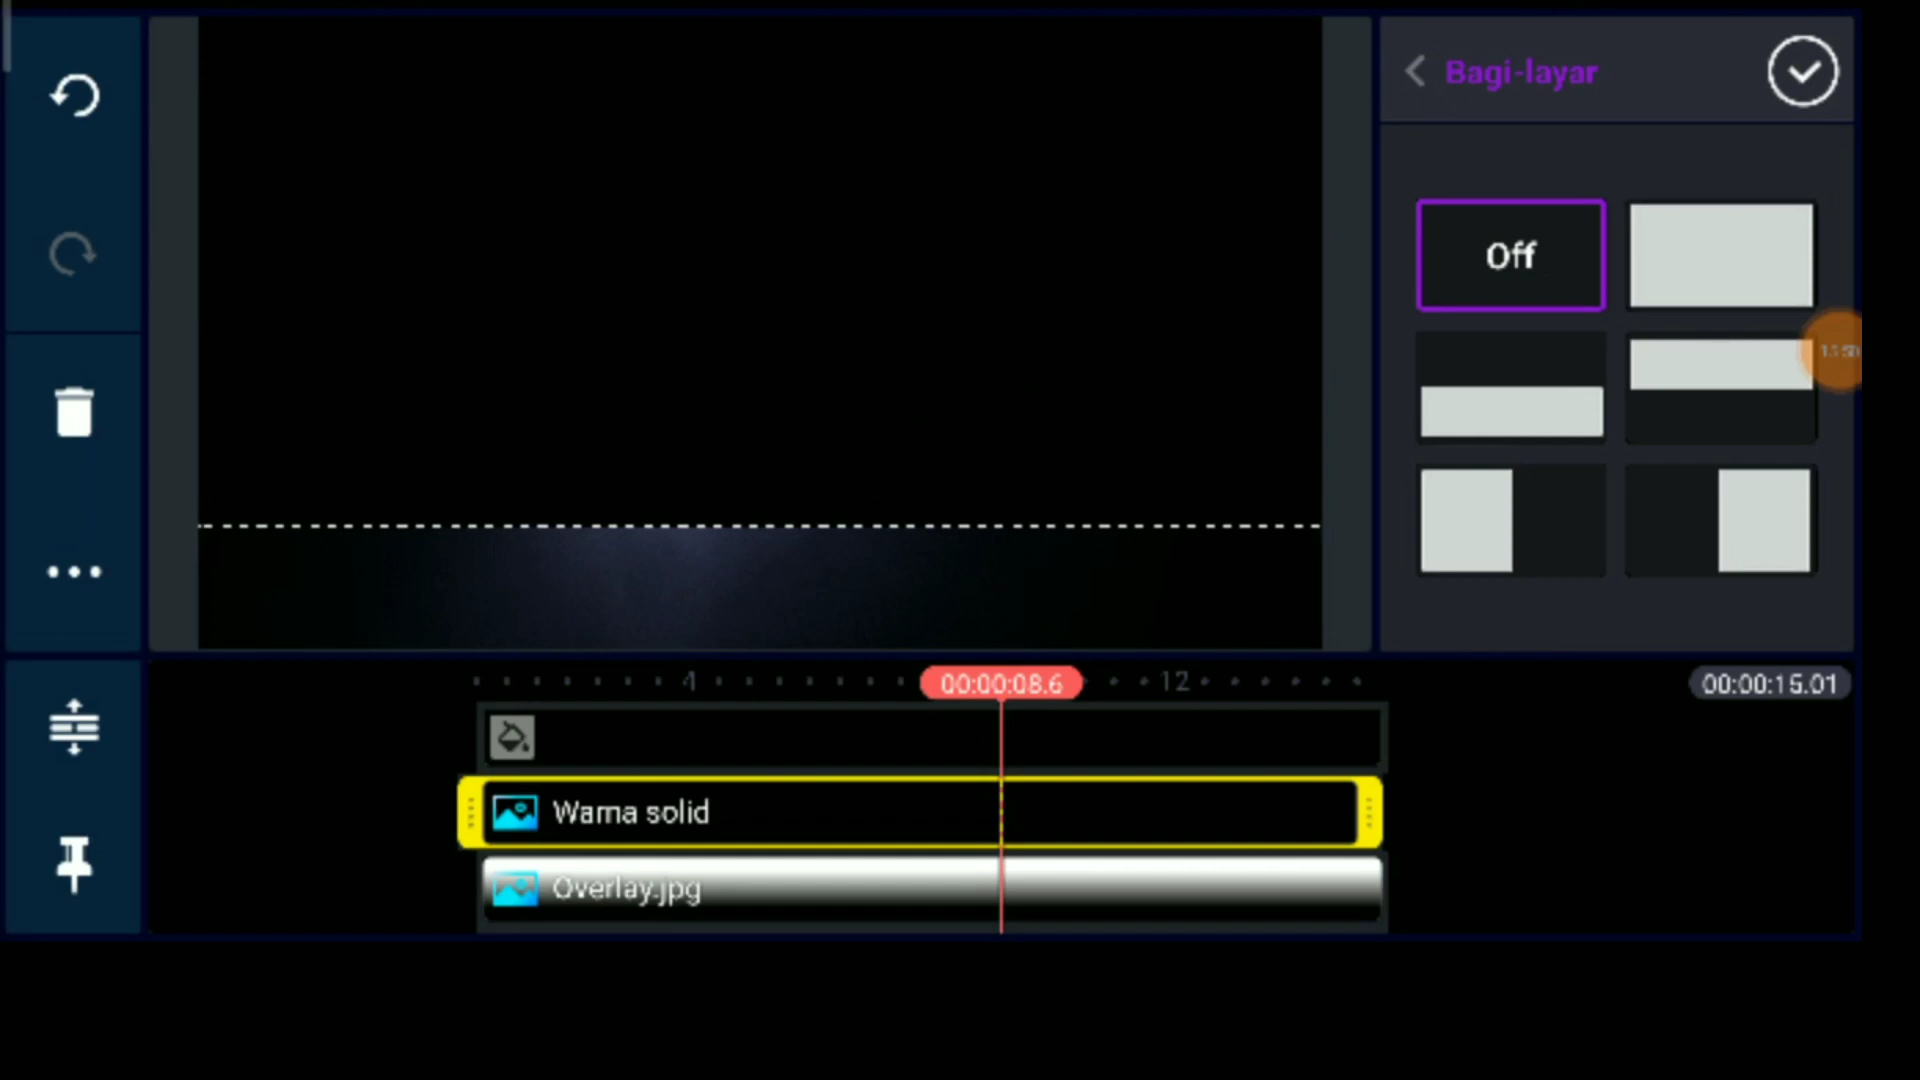 Bagi-layar
Off
4
00:00:08.6
12
00:00:15.01
Warna solid
Overlay.jpg